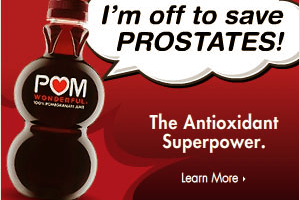 I'm off to save
PROSTATES!
POM
WONDERFUL
100% POMEGRANATE JUICE
The Antioxidant
Superpower.
Learn More